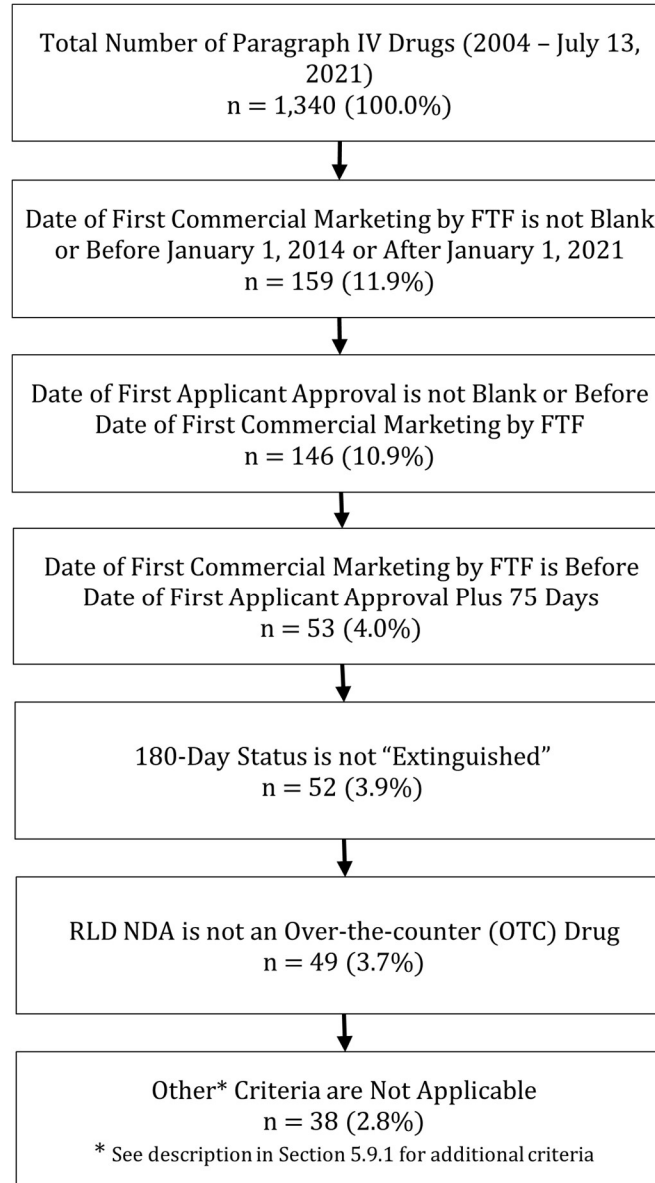 Total Number of Paragraph IV Drugs (2004 – July 13,
2021)
n = 1,340 (100.0%)
Date of First Commercial Marketing by FTF is not Blank
or Before January 1, 2014 or After January 1, 2021
n = 159 (11.9%)
Date of First Applicant Approval is not Blank or Before
Date of First Commercial Marketing by FTF
n = 146 (10.9%)
Date of First Commercial Marketing by FTF is Before
Date of First Applicant Approval Plus 75 Days
n = 53 (4.0%)
180-Day Status is not “Extinguished”
n = 52 (3.9%)
RLD NDA is not an Over-the-counter (OTC) Drug
n = 49 (3.7%)
Other* Criteria are Not Applicable
n = 38 (2.8%)
* See description in Section 5.9.1 for additional criteria